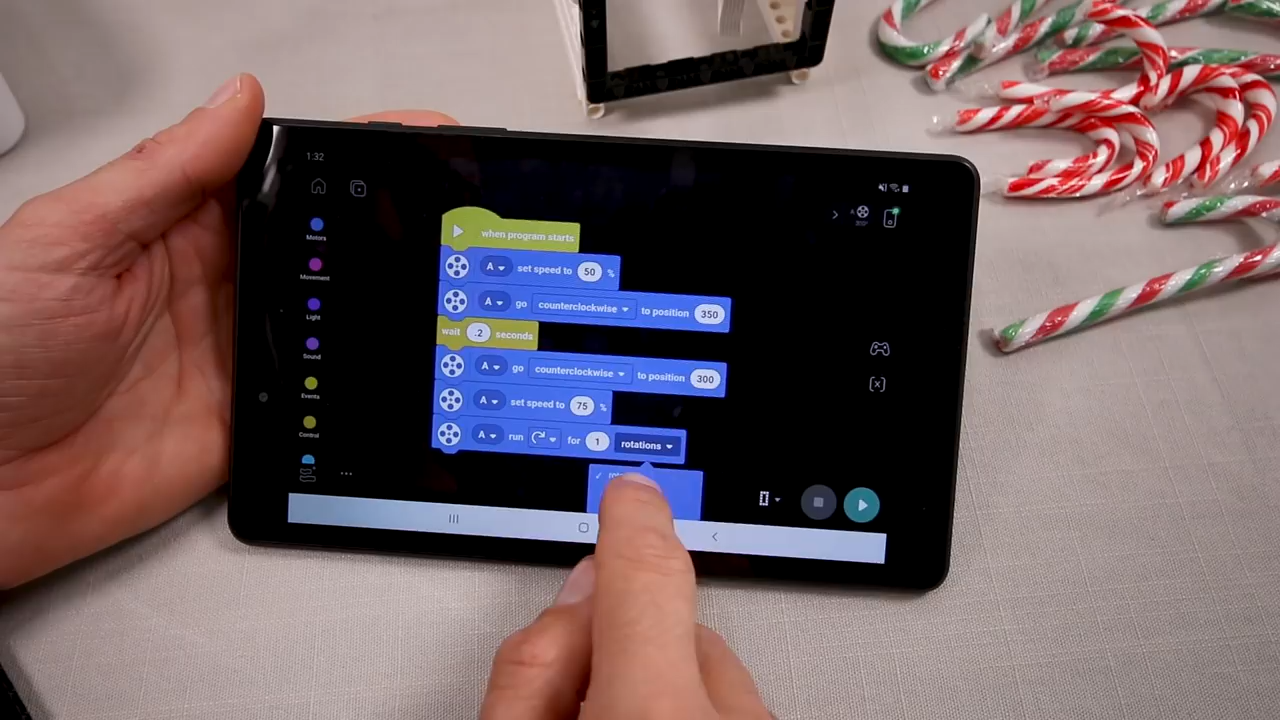 1:32
Motors
Movement
Light
Sound
Events
Control
when program starts
A set speed to 50 %
A go counterclockwise to position 350
wait .2 seconds
A go counterclockwise to position 300
A set speed to 75 %
A run for 1 rotations
A